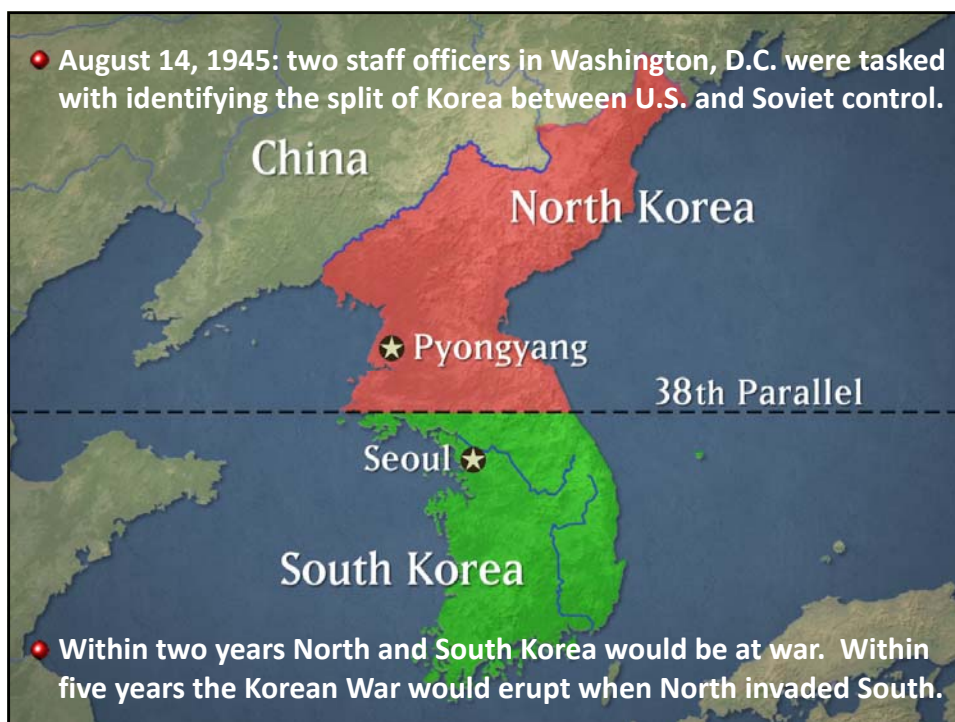 August 14, 1945: two staff officers in Washington, D.C. were tasked
with identifying the split of Korea between U.S. and Soviet control.
China
North Korea
Pyongyang
38th Parallel
Seoul
South Korea
Within two years North and South Korea would be at war.  Within
five years the Korean War would erupt when North invaded South.